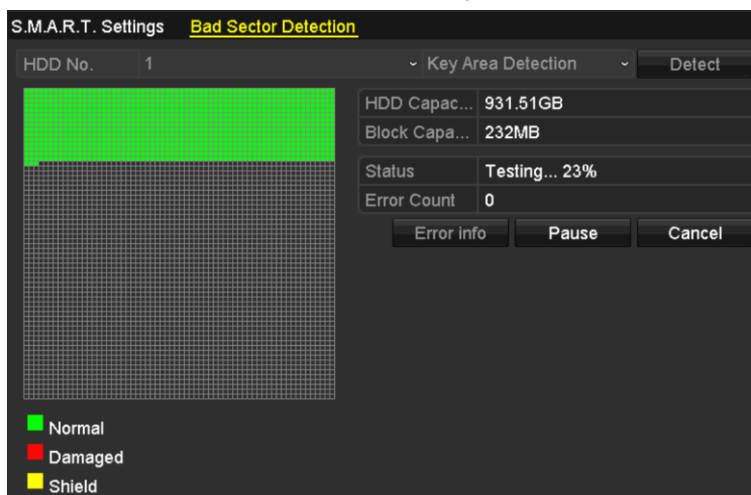 S.M.A.R.T. Settings Bad Sector Detection
HDD No. 1 Key Area Detection Detect
HDD Capac... 931.51GB
Block Capa... 232MB
Status Testing... 23%
Error Count 0
Error info Pause Cancel
Normal
Damaged
Shield